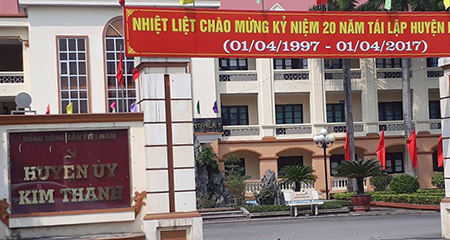 NHIỆT LIỆT CHÀO MỪNG KỶ NIỆM 20 NĂM TÁI LẬP HUYỆN
(01/04/1997 - 01/04/2017)
ĐẢNG CỘNG SẢN VIỆT NAM
HUYỆN ỦY
KIM THÀNH